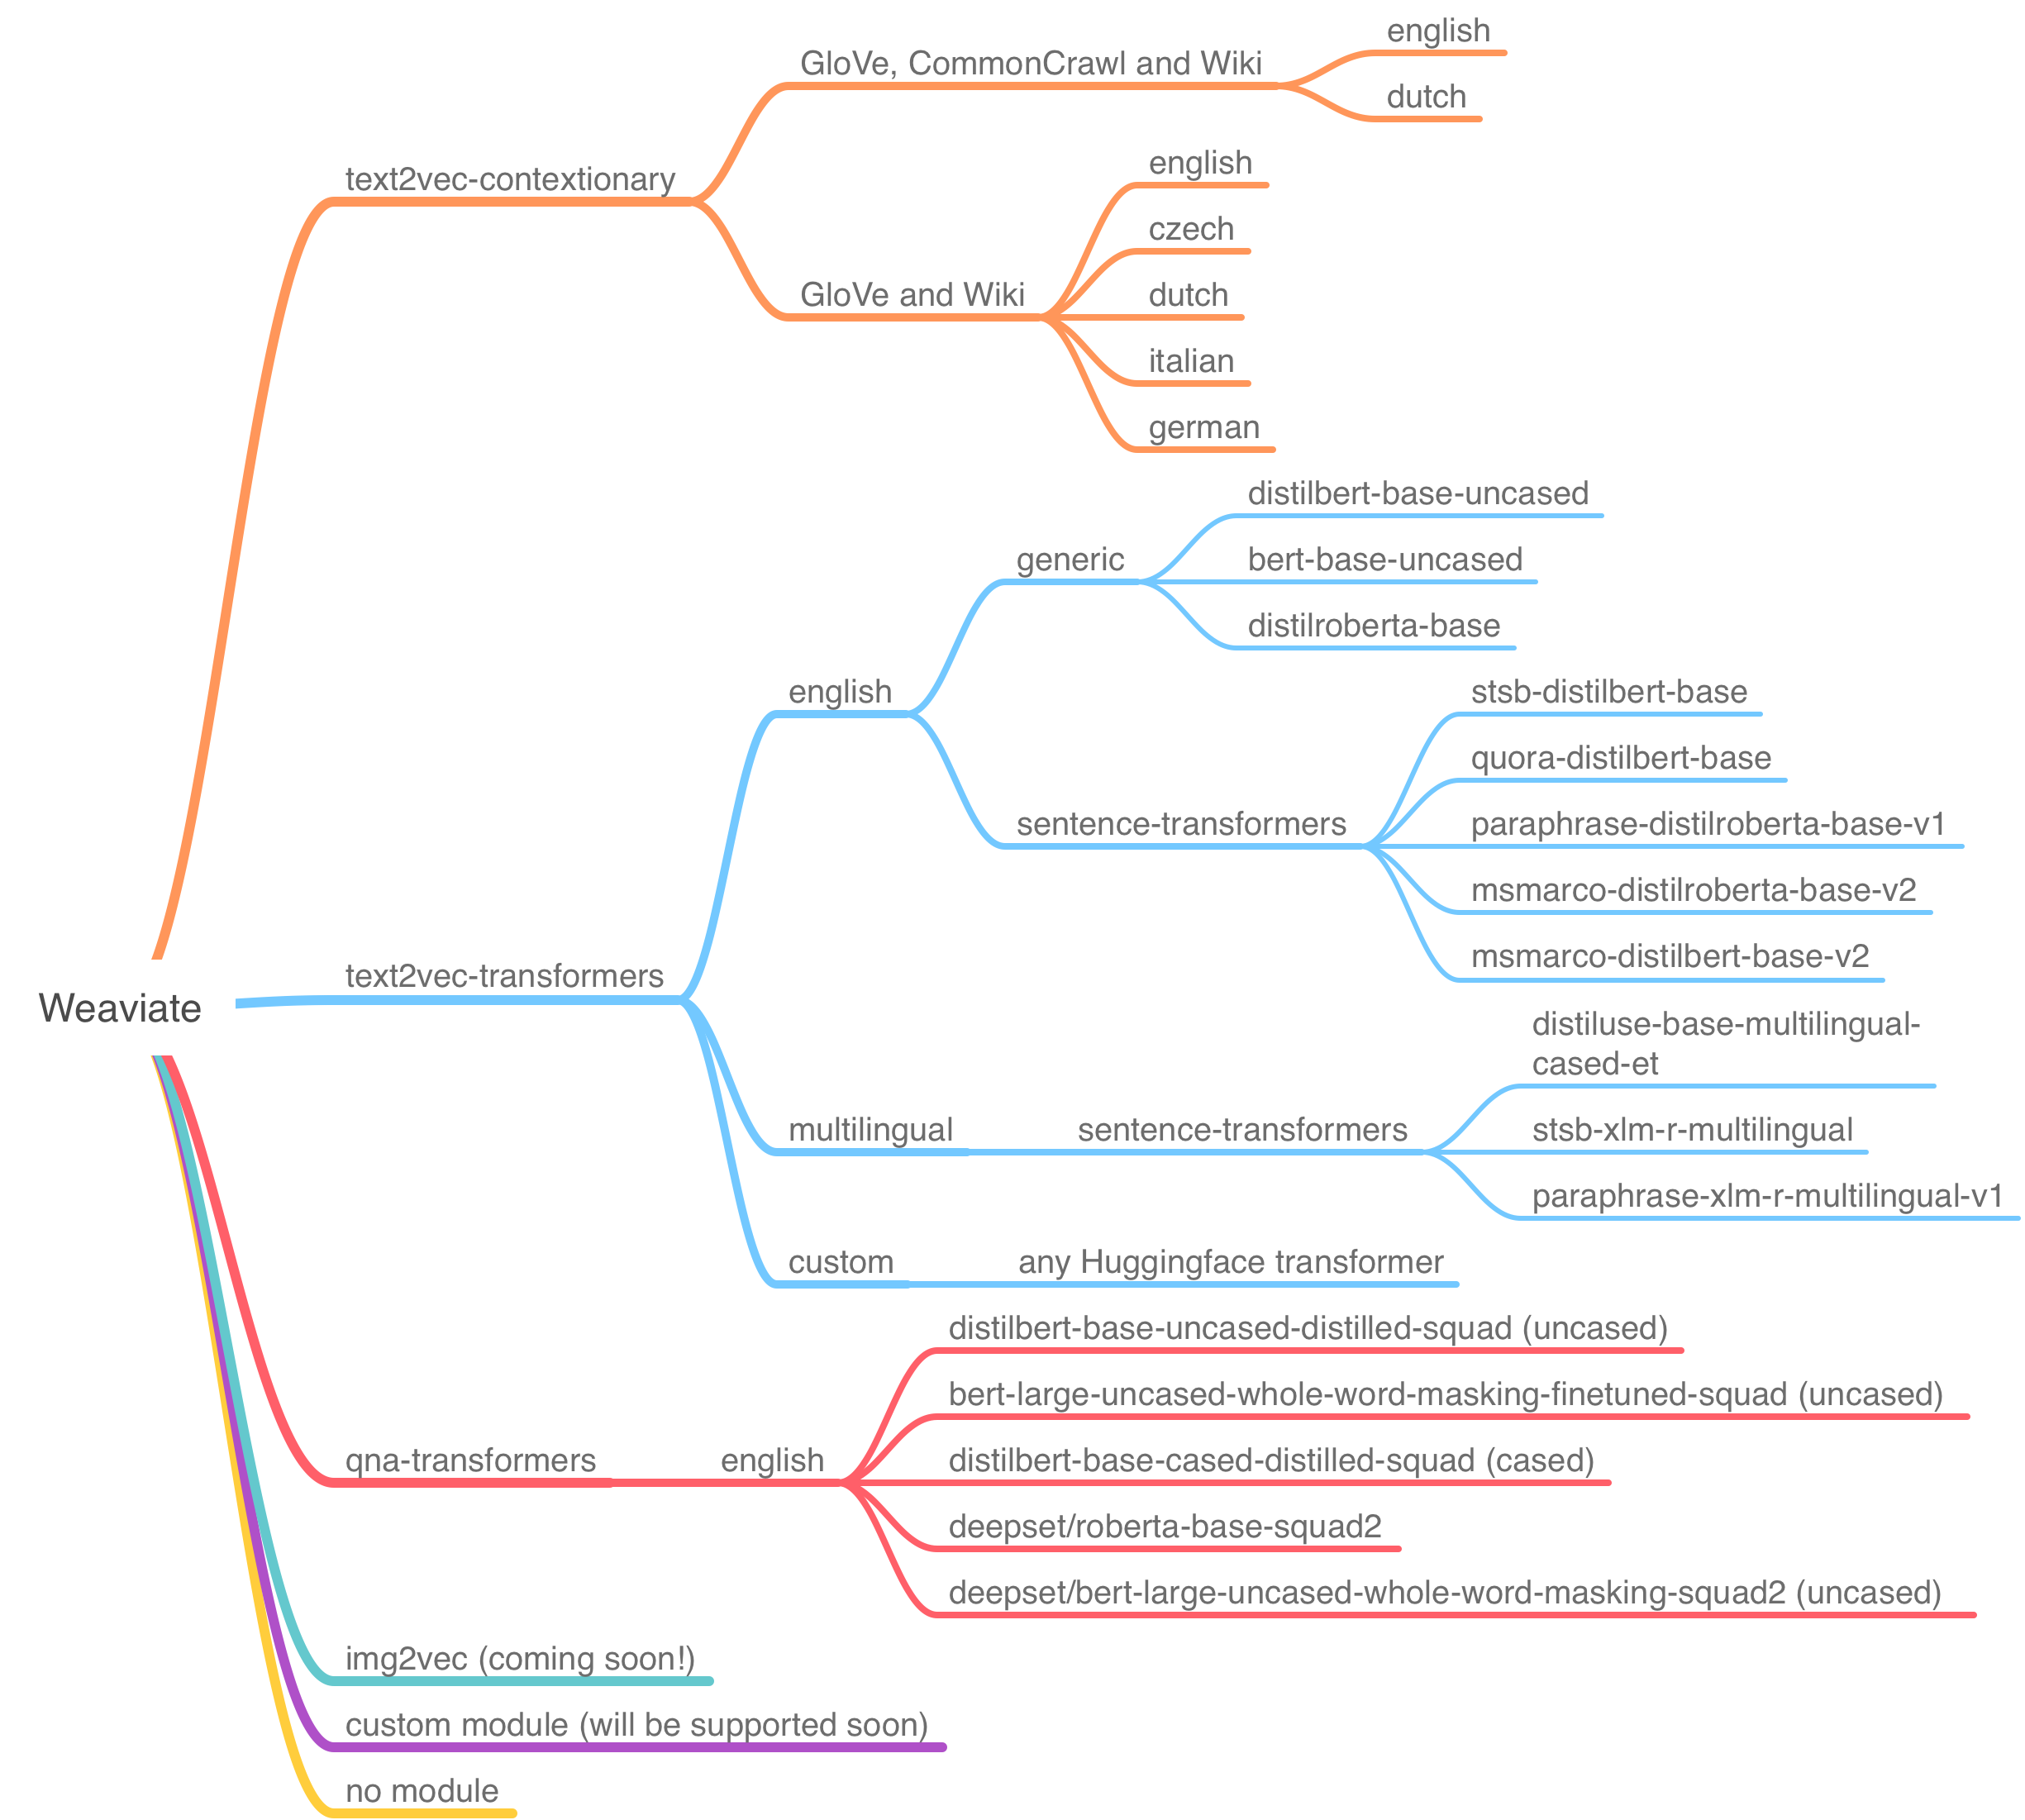 english
GloVe, CommonCrawl and Wiki
dutch
english
text2vec-contextionary
czech
GloVe and Wiki
dutch
italian
german
distilbert-base-uncased
generic
bert-base-uncased
distilroberta-base
english
stsb-distilbert-base
quora-distilbert-base
sentence-transformers
paraphrase-distilroberta-base-v1
msmarco-distilroberta-base-v2
msmarco-distilbert-base-v2
text2vec-transformers
Weaviate
distiluse-base-multilingual-
cased-et
multilingual
sentence-transformers
stsb-xlm-r-multilingual
paraphrase-xlm-r-multilingual-v1
custom
any Huggingface transformer
distilbert-base-uncased-distilled-squad (uncased)
bert-large-uncased-whole-word-masking-finetuned-squad (uncased)
qna-transformers
english
distilbert-base-cased-distilled-squad (cased)
deepset/roberta-base-squad2
deepset/bert-large-uncased-whole-word-masking-squad2 (uncased)
img2vec (coming soon!)
custom module (will be supported soon)
no module